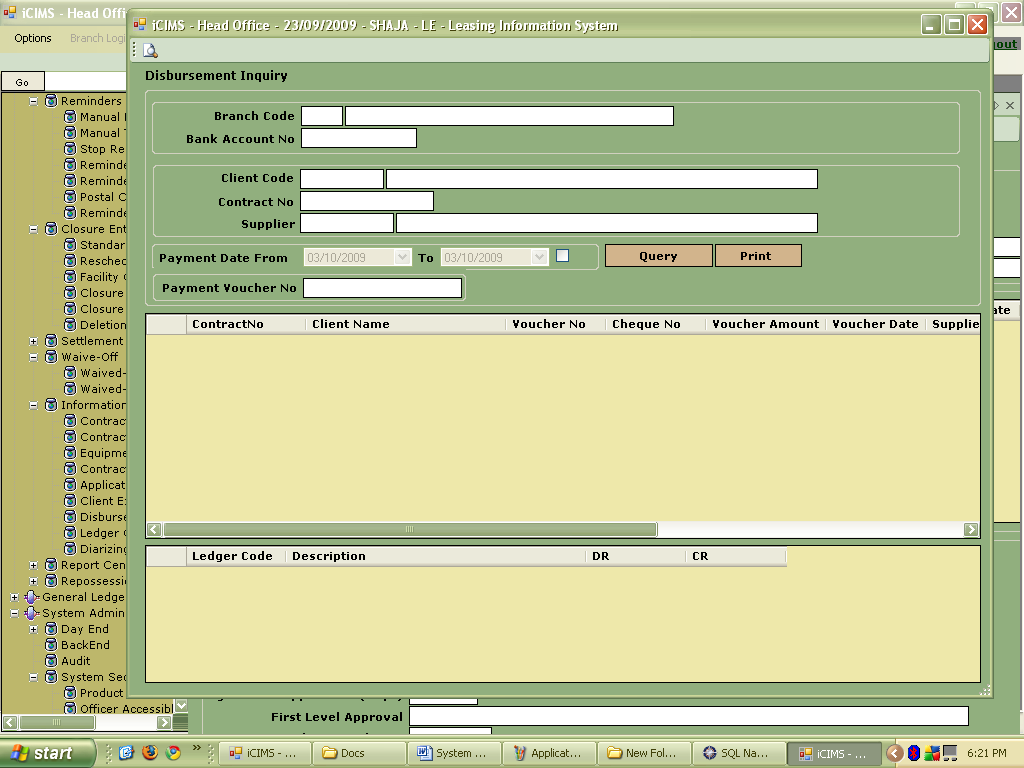 iCIMS - Head Offi
iCIMS - Head Office - 23/09/2009 - SHAJA - LE - Leasing Information System
Options
Branch Logi
out
Go
Disbursement Inquiry
Branch Code
Bank Account No
Client Code
Contract No
Supplier
Payment Date From 03/10/2009 To 03/10/2009
Query
Print
Payment Voucher No
ContractNo Client Name Voucher No Cheque No Voucher Amount Voucher Date Supplie
ate
Ledger Code Description DR CR
Reminders
Manual
Manual
Stop Re
Reminde
Reminde
Postal C
Reminde
Closure Ent
Standar
Resched
Facility
Closure
Closure
Deletion
Settlement
Waive-Off
Waived-
Waived-
Information
Contrac
Contrac
Equipme
Contrac
Applicat
Client E
Disburse
Ledger
Diarizing
Report Cen
Repossessi
General Ledge
System Admin
Day End
BackEnd
Audit
System Sec
Product
Officer Accessibl
First Level Approval
start
iCIMS - ...
Docs
System ...
Applicat...
New Fol...
SQL Na...
iCIMS - ...
6:21 PM